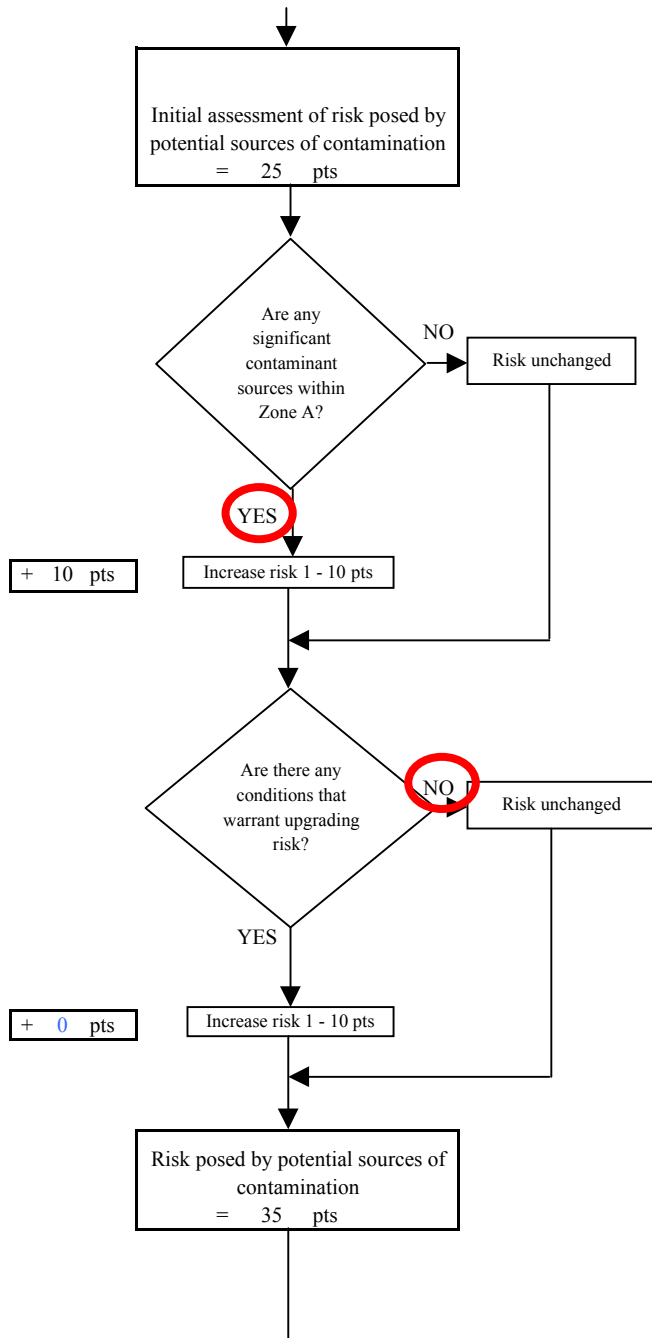 Initial assessment of risk posed by
potential sources of contamination
= 25 pts
Are any
significant
contaminant
sources within
Zone A?
NO
Risk unchanged
YES
+ 10 pts
Increase risk 1 - 10 pts
Are there any
conditions that
warrant upgrading
risk?
NO
Risk unchanged
YES
+ 0 pts
Increase risk 1 - 10 pts
Risk posed by potential sources of
contamination
= 35 pts